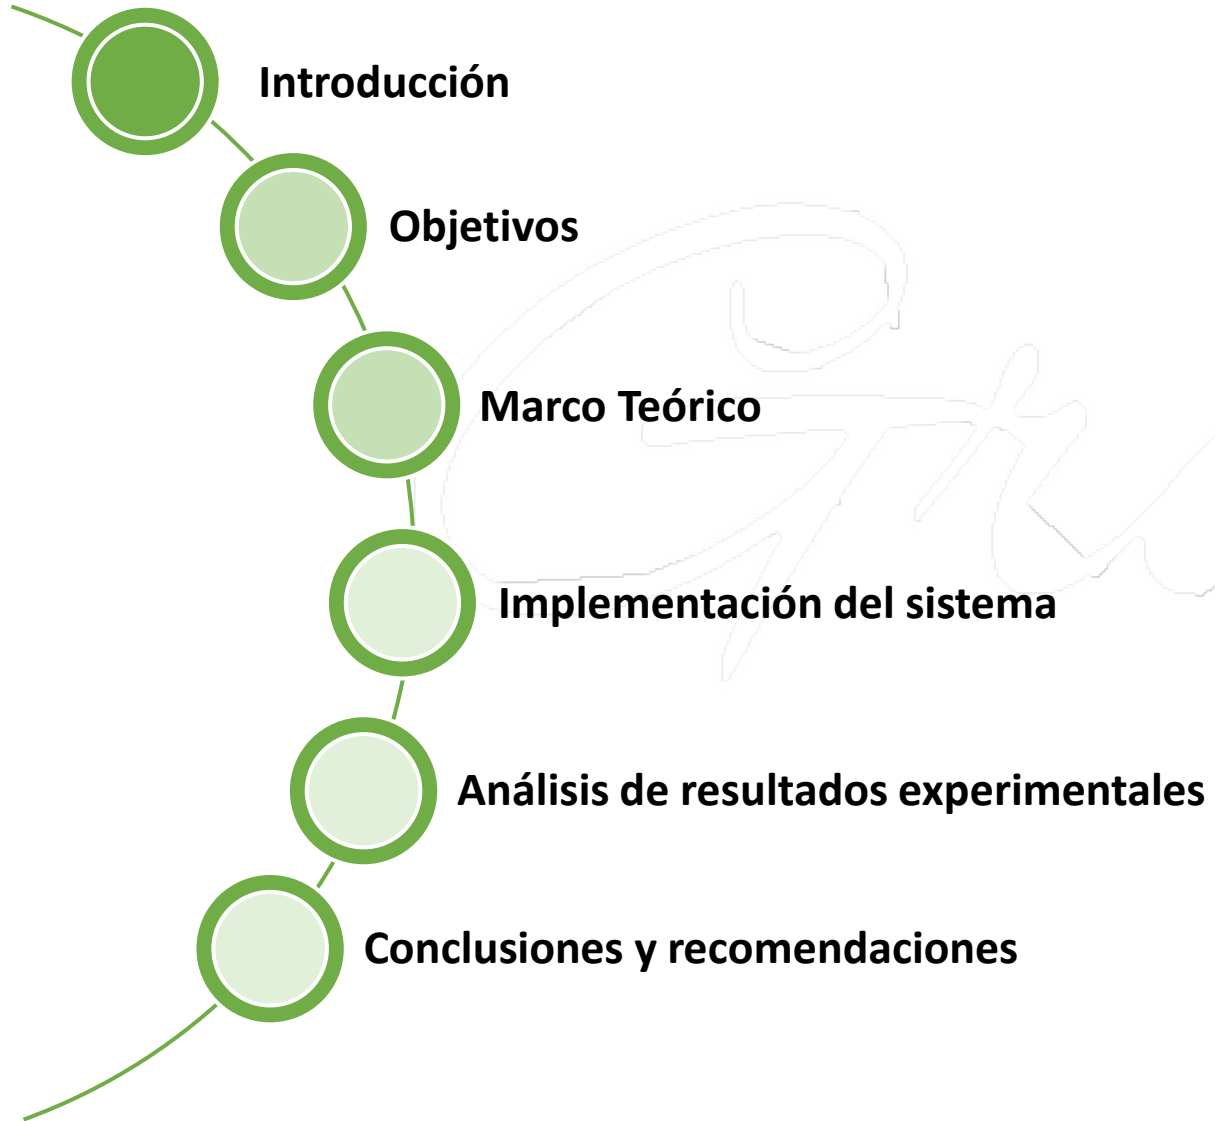 Introducción
Objetivos
Marco Teórico
Implementación del sistema
Análisis de resultados experimentales
Conclusiones y recomendaciones